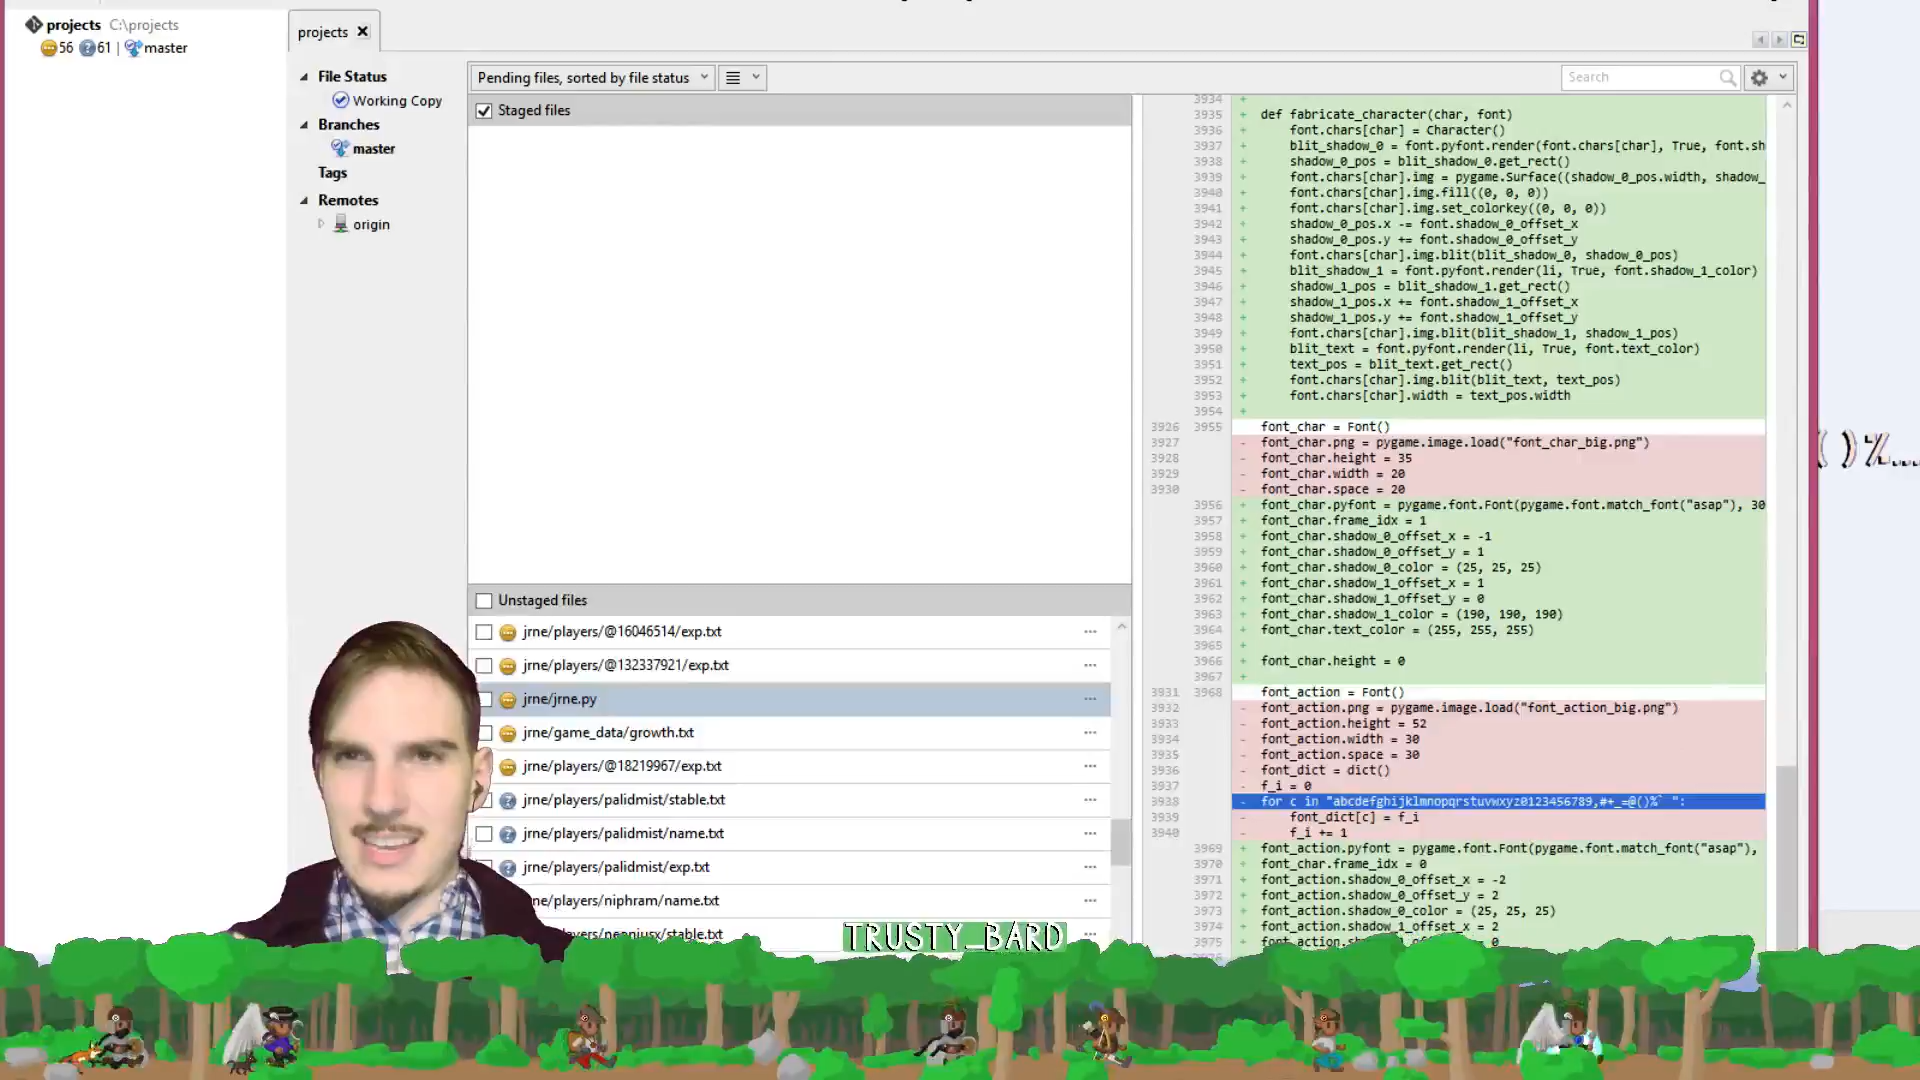 projects C:\projects
56 61 | master
projects
File Status
Working Copy
Branches
master
Tags
Remotes
origin
Pending files, sorted by file status
Search
Staged files
Unstaged files
jrne/players/@16046514/exp.txt
jrne/players/@132337921/exp.txt
jrne/jrne.py
jrne/game_data/growth.txt
jrne/players/@18219967/exp.txt
jrne/players/palidmist/stable.txt
jrne/players/palidmist/name.txt
jrne/players/palidmist/exp.txt
ne/players/niphram/name.txt
3934 +
3935 + def fabricate_character(char, font)
3936 + font.chars[char] = Character()
3937 + blit_shadow_0 = font.pyfont.render(font.chars[char], True, font.sh
3938 + shadow_0_pos = blit_shadow_0.get_rect()
3939 + font.chars[char].img = pygame.Surface((shadow_0_pos.width, shadow_
3940 + font.chars[char].img.fill((0, 0, 0))
3941 + font.chars[char].img.set_colorkey((0, 0, 0))
3942 + shadow_0_pos.x -= font.shadow_0_offset_x
3943 + shadow_0_pos.y += font.shadow_0_offset_y
3944 + font.chars[char].img.blit(blit_shadow_0, shadow_0_pos)
3945 + blit_shadow_1 = font.pyfont.render(li, True, font.shadow_1_color)
3946 + shadow_1_pos = blit_shadow_1.get_rect()
3947 + shadow_1_pos.x += font.shadow_1_offset_x
3948 + shadow_1_pos.y += font.shadow_1_offset_y
3949 + font.chars[char].img.blit(blit_shadow_1, shadow_1_pos)
3950 + blit_text = font.pyfont.render(li, True, font.text_color)
3951 + text_pos = blit_text.get_rect()
3952 + font.chars[char].img.blit(blit_text, text_pos)
3953 + font.chars[char].width = text_pos.width
3954 +
3926 3955 font_char = Font()
3927 - font_char.png = pygame.image.load("font_char_big.png")
3928 - font_char.height = 35
3929 - font_char.width = 20
3930 - font_char.space = 20
3956 + font_char.pyfont = pygame.font.Font(pygame.font.match_font("asap"), 30
3957 + font_char.frame_idx = 1
3958 + font_char.shadow_0_offset_x = -1
3959 + font_char.shadow_0_offset_y = 1
3960 + font_char.shadow_0_color = (25, 25, 25)
3961 + font_char.shadow_1_offset_x = 1
3962 + font_char.shadow_1_offset_y = 0
3963 + font_char.shadow_1_color = (190, 190, 190)
3964 + font_char.text_color = (255, 255, 255)
3965 +
3966 + font_char.height = 0
3967 +
3931 3968 font_action = Font()
3932 - font_action.png = pygame.image.load("font_action_big.png")
3933 - font_action.height = 52
3934 - font_action.width = 30
3935 - font_action.space = 30
3936 - font_dict = dict()
3937 - f_i = 0
3938 - for c in "abcdefghijklmnopqrstuvwxyz0123456789,#+_=@()%` ":
3939 - font_dict[c] = f_i
3940 - f_i += 1
3969 + font_action.pyfont = pygame.font.Font(pygame.font.match_font("asap"),
3970 + font_char.frame_idx = 0
3971 + font_action.shadow_0_offset_x = -2
3972 + font_action.shadow_0_offset_y = 2
3973 + font_action.shadow_0_color = (25, 25, 25)
3974 + font_action.shadow_1_offset_x = 2
3975
()%...
TRUSTY_BARD